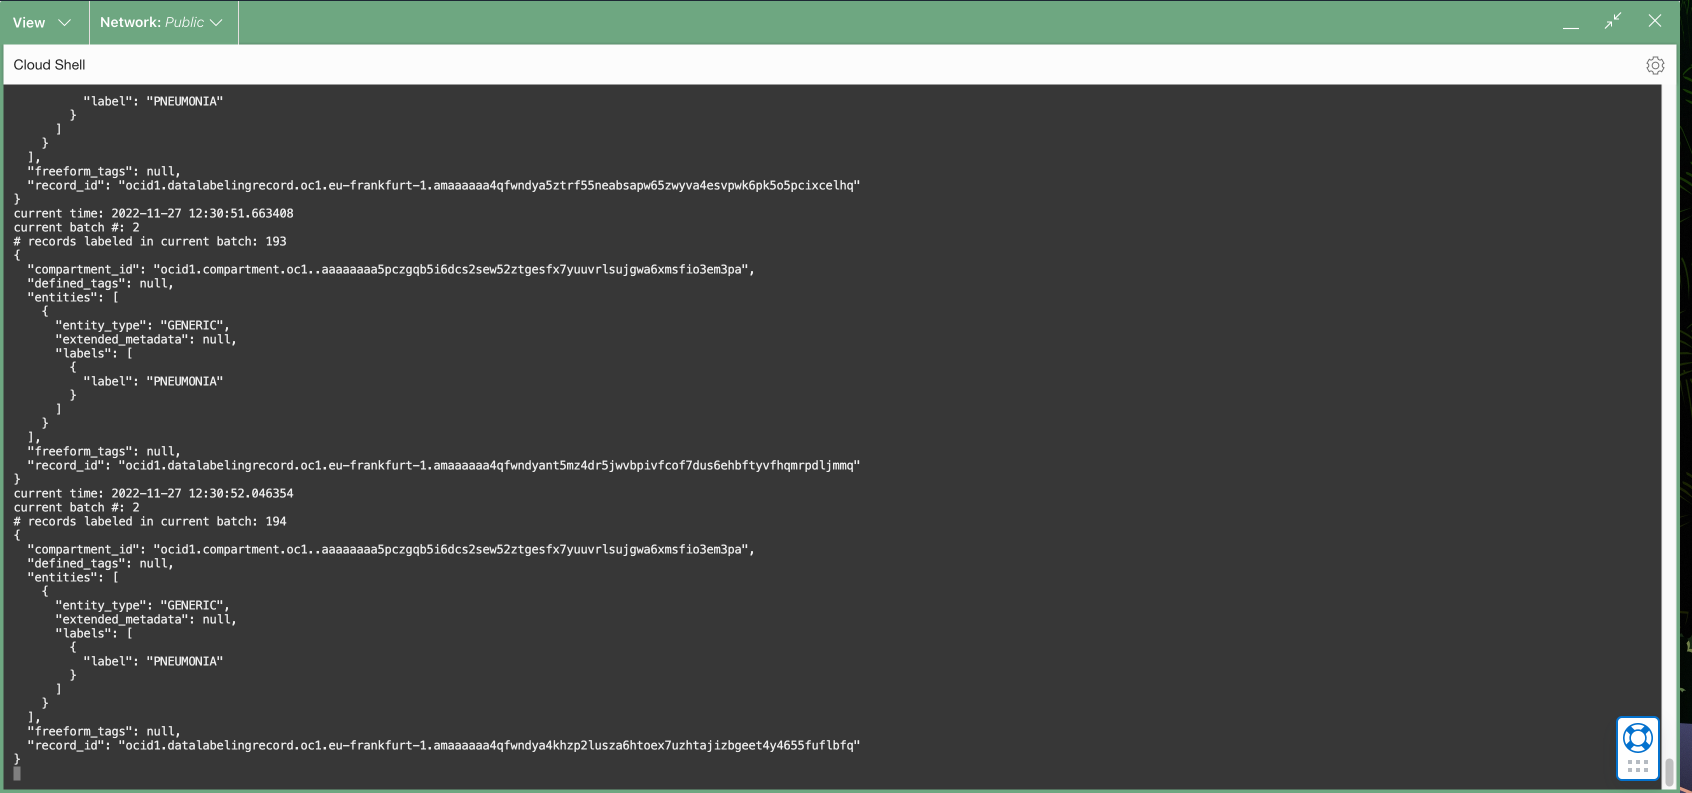 View
Network: Public
Cloud Shell
"label": "PNEUMONIA"
}
]
}
],
"freeform_tags": null,
"record_id": "ocid1.datalabelingrecord.oc1.eu-frankfurt-1.amaaaaaa4qfwndya5ztrf55neabsapw65zwyva4esvpwk6pk5o5pcixcelhq"
}
current time: 2022-11-27 12:30:51.663408
current batch #: 2
# records labeled in current batch: 193
{
"compartment_id": "ocid1.compartment.oc1..aaaaaaaa5pczgqb5i6dcs2sew52ztgesfx7yuuvrlsujgwa6xmsfio3em3pa",
"defined_tags": null,
"entities": [
{
"entity_type": "GENERIC",
"extended_metadata": null,
"labels": [
{
"label": "PNEUMONIA"
}
]
}
],
"freeform_tags": null,
"record_id": "ocid1.datalabelingrecord.oc1.eu-frankfurt-1.amaaaaaa4qfwndyant5mz4dr5jwvbpivfcof7dus6ehbftyvfhqmrpdljmmq"
}
current time: 2022-11-27 12:30:52.046354
current batch #: 2
# records labeled in current batch: 194
{
"compartment_id": "ocid1.compartment.oc1..aaaaaaaa5pczgqb5i6dcs2sew52ztgesfx7yuuvrlsujgwa6xmsfio3em3pa",
"defined_tags": null,
"entities": [
{
"entity_type": "GENERIC",
"extended_metadata": null,
"labels": [
{
"label": "PNEUMONIA"
}
]
}
],
"freeform_tags": null,
"record_id": "ocid1.datalabelingrecord.oc1.eu-frankfurt-1.amaaaaaa4qfwndya4khzp2lusza6htoex7uzhtajizbgeet4y4655fuflbfq"
}